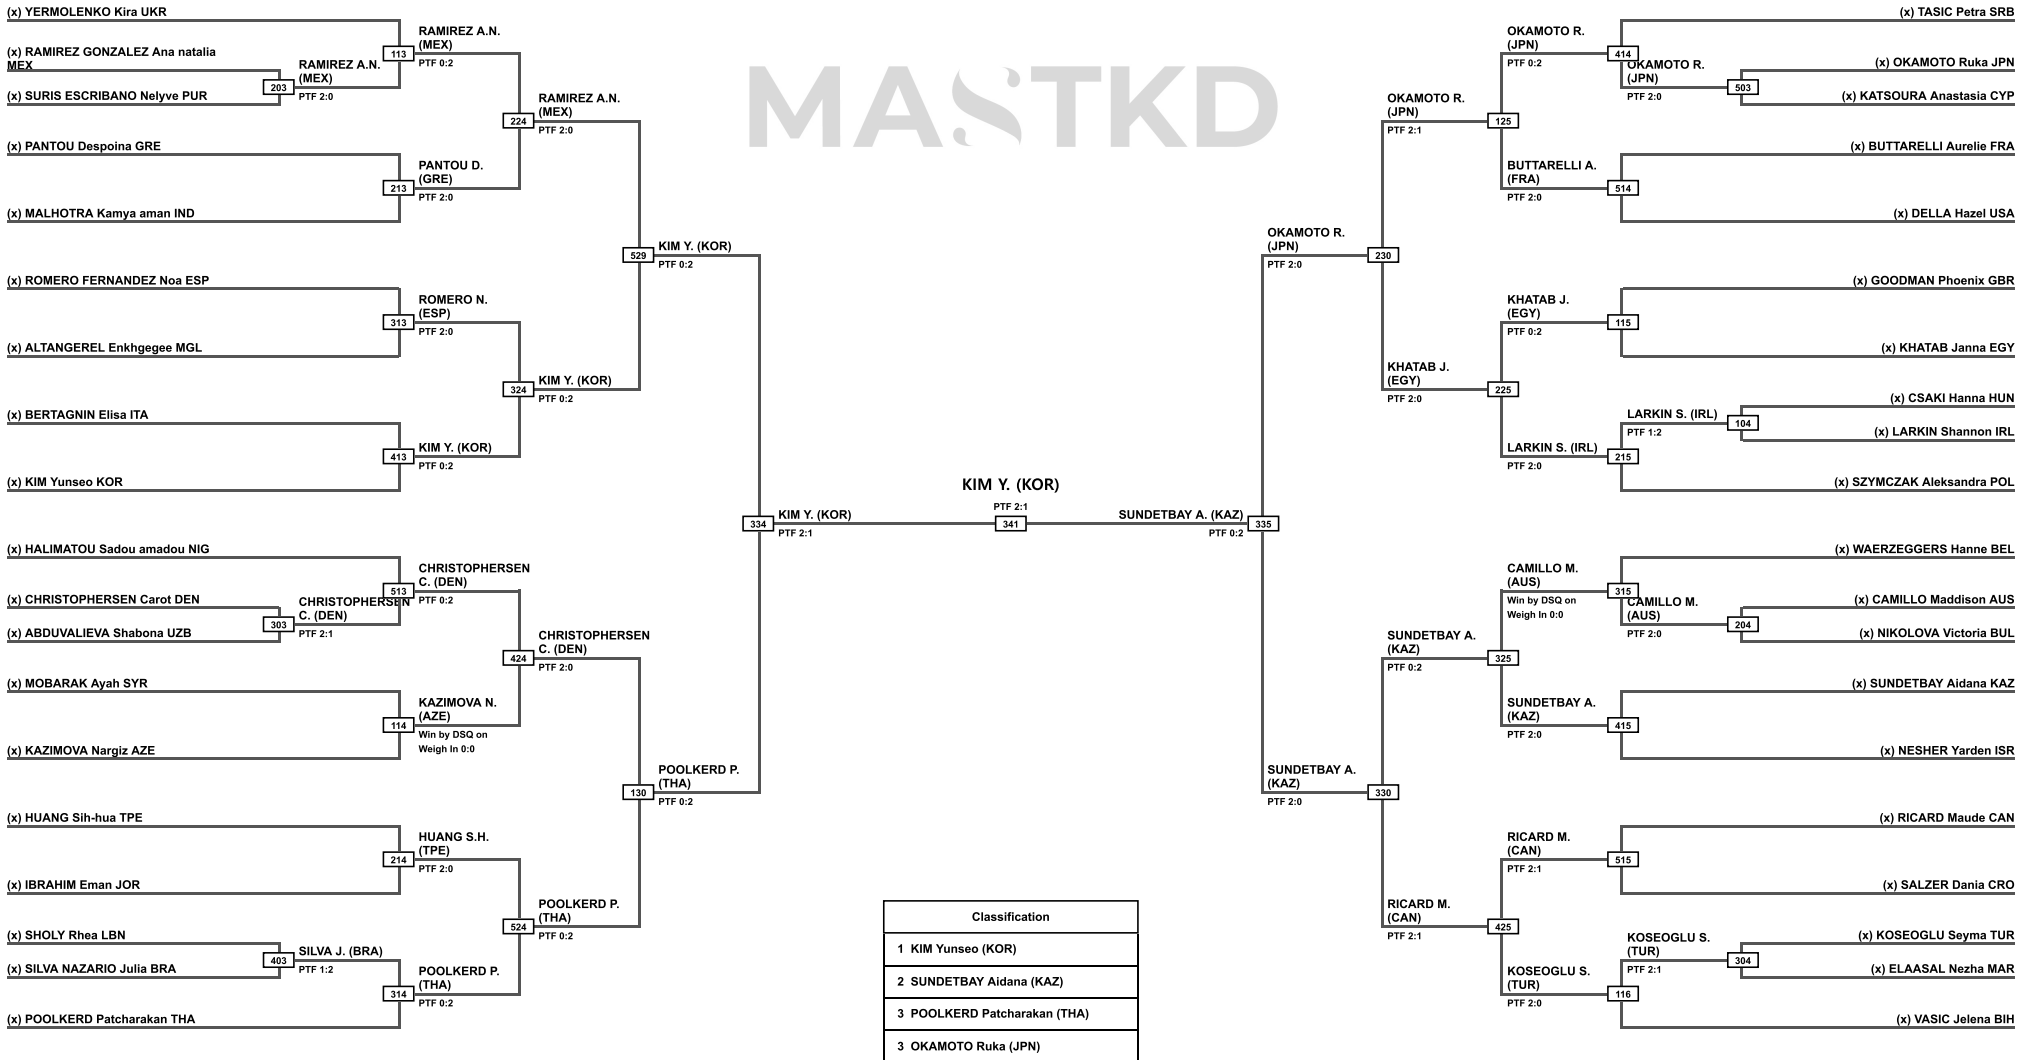 (x) YERMOLENKO Kira UKR
(x) RAMIREZ GONZALEZ Ana natalia
MEX
(x) SURIS ESCRIBANO Nelyve PUR
203
RAMIREZ A.N.
(MEX)
PTF 2:0
113
RAMIREZ A.N.
(MEX)
PTF 0:2
(x) PANTOU Despoina GRE
(x) MALHOTRA Kamya aman IND
213
PANTOU D.
(GRE)
PTF 2:0
224
RAMIREZ A.N.
(MEX)
PTF 2:0
(x) ROMERO FERNANDEZ Noa ESP
(x) ALTANGEREL Enkhgegee MGL
313
ROMERO N.
(ESP)
PTF 2:0
(x) BERTAGNIN Elisa ITA
(x) KIM Yunseo KOR
413
KIM Y. (KOR)
PTF 0:2
324
KIM Y. (KOR)
PTF 0:2
529
KIM Y. (KOR)
PTF 0:2
(x) HALIMATOU Sadou amadou NIG
(x) CHRISTOPHERSEN Carot DEN
(x) ABDUVALIEVA Shabona UZB
303
CHRISTOPHERSEN
C. (DEN)
PTF 2:1
513
CHRISTOPHERSEN
C. (DEN)
PTF 0:2
(x) MOBARAK Ayah SYR
(x) KAZIMOVA Nargiz AZE
114
KAZIMOVA N.
(AZE)
Win by DSQ on
Weigh In 0:0
424
CHRISTOPHERSEN
C. (DEN)
PTF 2:0
(x) HUANG Sih-hua TPE
(x) IBRAHIM Eman JOR
214
HUANG S.H.
(TPE)
PTF 2:0
(x) SHOLY Rhea LBN
(x) SILVA NAZARIO Julia BRA
403
SILVA J. (BRA)
PTF 1:2
(x) POOLKERD Patcharakan THA
314
POOLKERD P.
(THA)
PTF 0:2
524
POOLKERD P.
(THA)
PTF 0:2
130
POOLKERD P.
(THA)
PTF 0:2
334
KIM Y. (KOR)
PTF 2:1
MASTKD
KIM Y. (KOR)
PTF 2:1
341
SUNDETBAY A. (KAZ)
PTF 0:2
335
OKAMOTO R.
(JPN)
PTF 2:0
230
OKAMOTO R.
(JPN)
PTF 2:1
125
OKAMOTO R.
(JPN)
PTF 0:2
414
(x) TASIC Petra SRB
OKAMOTO R.
(JPN)
PTF 2:0
503
(x) OKAMOTO Ruka JPN
(x) KATSOURA Anastasia CYP
BUTTARELLI A.
(FRA)
PTF 2:0
514
(x) BUTTARELLI Aurelie FRA
(x) DELLA Hazel USA
KHATAB J.
(EGY)
PTF 2:0
225
KHATAB J.
(EGY)
PTF 0:2
115
(x) GOODMAN Phoenix GBR
(x) KHATAB Janna EGY
LARKIN S. (IRL)
PTF 2:0
215
LARKIN S. (IRL)
PTF 1:2
104
(x) CSAKI Hanna HUN
(x) LARKIN Shannon IRL
(x) SZYMCZAK Aleksandra POL
SUNDETBAY A.
(KAZ)
PTF 2:0
330
SUNDETBAY A.
(KAZ)
PTF 0:2
325
CAMILLO M.
(AUS)
Win by DSQ on
Weigh In 0:0
315
(x) WAERZEGGERS Hanne BEL
CAMILLO M.
(AUS)
PTF 2:0
204
(x) CAMILLO Maddison AUS
(x) NIKOLOVA Victoria BUL
SUNDETBAY A.
(KAZ)
PTF 2:0
415
(x) SUNDETBAY Aidana KAZ
(x) NESHER Yarden ISR
RICARD M.
(CAN)
PTF 2:1
425
RICARD M.
(CAN)
PTF 2:1
515
(x) RICARD Maude CAN
(x) SALZER Dania CRO
KOSEOGLU S.
(TUR)
PTF 2:0
116
KOSEOGLU S.
(TUR)
PTF 2:1
304
(x) KOSEOGLU Seyma TUR
(x) ELAASAL Nezha MAR
(x) VASIC Jelena BIH
Classification
1 KIM Yunseo (KOR)
2 SUNDETBAY Aidana (KAZ)
3 POOLKERD Patcharakan (THA)
3 OKAMOTO Ruka (JPN)